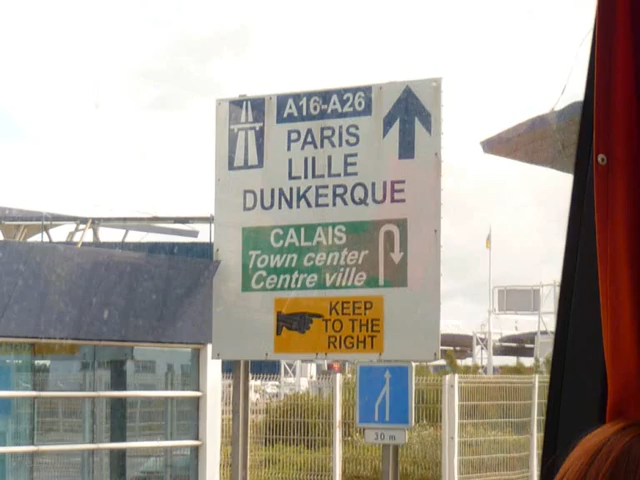 A16-A26
PARIS
LILLE
DUNKERQUE
CALAIS
Town center
Centre ville
KEEP
TO THE
RIGHT
30 m